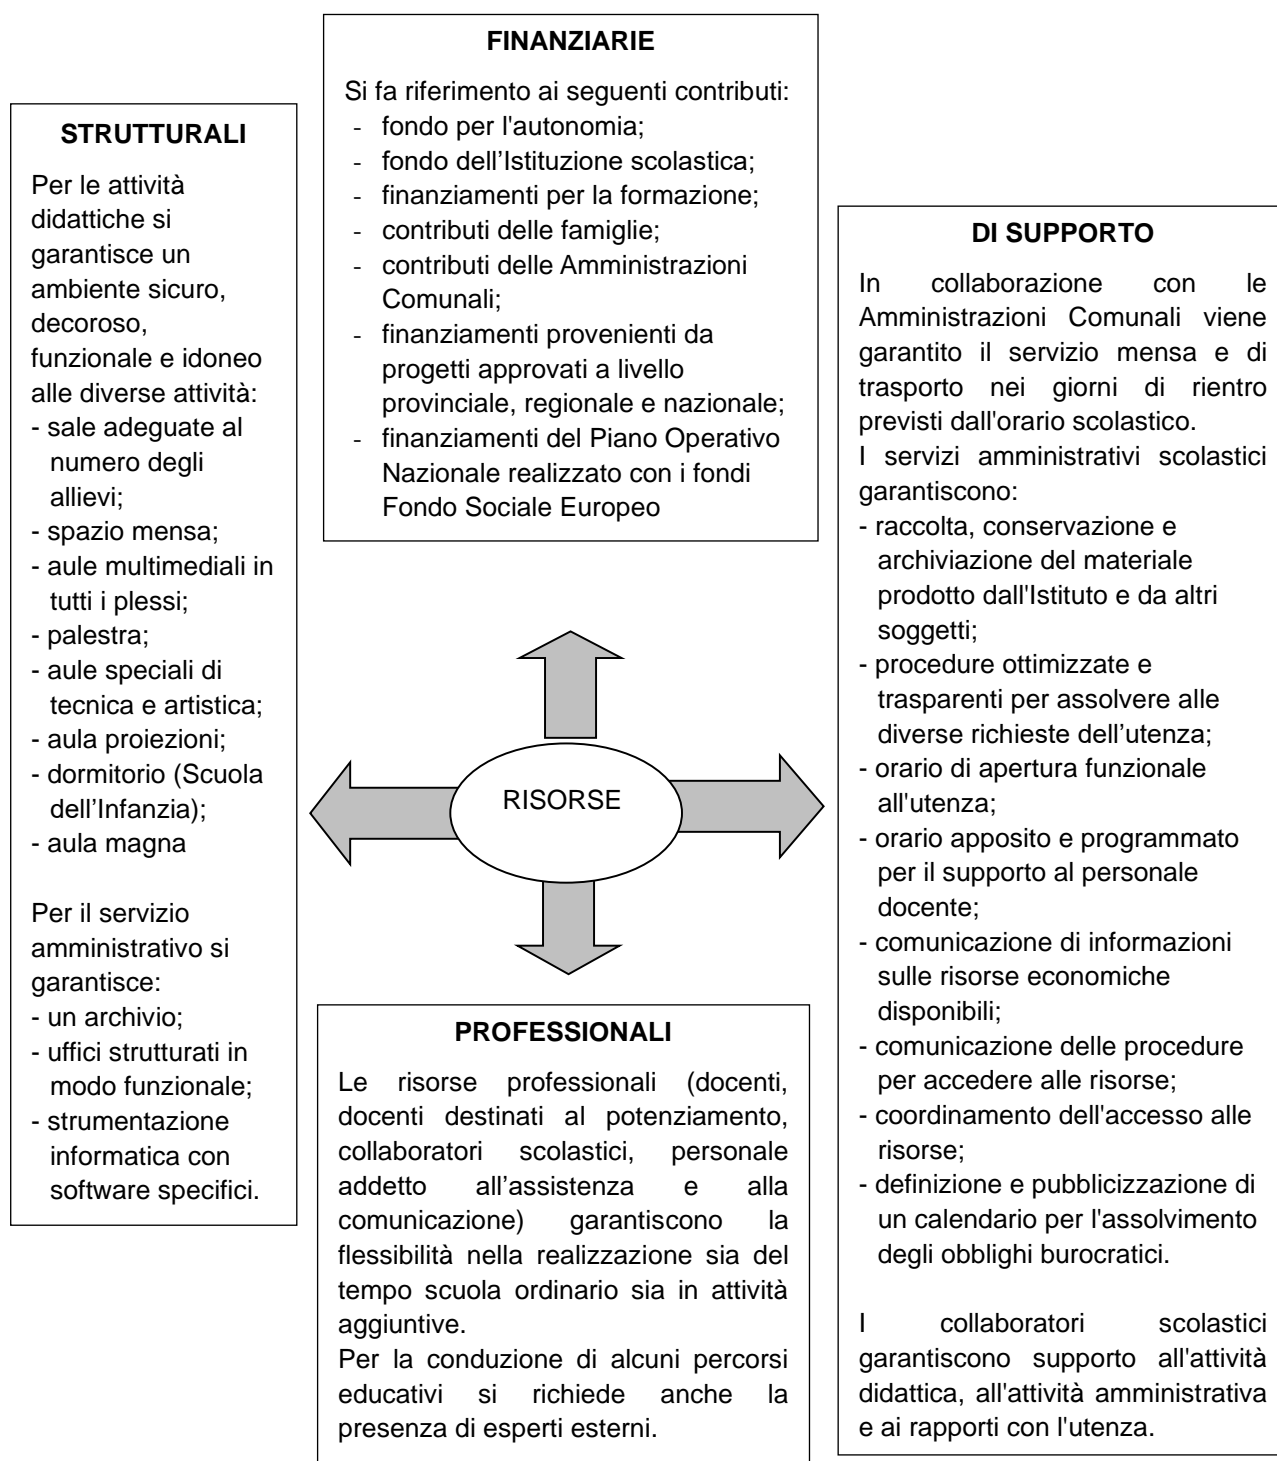 FINANZIARIE
Si fa riferimento ai seguenti contributi:
- fondo per l'autonomia;
- fondo dell’Istituzione scolastica;
- finanziamenti per la formazione;
- contributi delle famiglie;
- contributi delle Amministrazioni
Comunali;
- finanziamenti provenienti da
progetti approvati a livello
provinciale, regionale e nazionale;
- finanziamenti del Piano Operativo
Nazionale realizzato con i fondi
Fondo Sociale Europeo
STRUTTURALI
Per le attività
didattiche si
garantisce un
ambiente sicuro,
decoroso,
funzionale e idoneo
alle diverse attività:
- sale adeguate al
numero degli
allievi;
- spazio mensa;
- aule multimediali in
tutti i plessi;
- palestra;
- aule speciali di
tecnica e artistica;
- aula proiezioni;
- dormitorio (Scuola
dell’Infanzia);
- aula magna
Per il servizio
amministrativo si
garantisce:
- un archivio;
- uffici strutturati in
modo funzionale;
- strumentazione
informatica con
software specifici.
RISORSE
DI SUPPORTO
In collaborazione con le
Amministrazioni Comunali viene
garantito il servizio mensa e di
trasporto nei giorni di rientro
previsti dall'orario scolastico.
I servizi amministrativi scolastici
garantiscono:
- raccolta, conservazione e
archiviazione del materiale
prodotto dall'Istituto e da altri
soggetti;
- procedure ottimizzate e
trasparenti per assolvere alle
diverse richieste dell’utenza;
- orario di apertura funzionale
all'utenza;
- orario apposito e programmato
per il supporto al personale
docente;
- comunicazione di informazioni
sulle risorse economiche
disponibili;
- comunicazione delle procedure
per accedere alle risorse;
- coordinamento dell'accesso alle
risorse;
- definizione e pubblicizzazione di
un calendario per l'assolvimento
degli obblighi burocratici.
I collaboratori scolastici
garantiscono supporto all'attività
didattica, all'attività amministrativa
e ai rapporti con l'utenza.
PROFESSIONALI
Le risorse professionali (docenti,
docenti destinati al potenziamento,
collaboratori scolastici, personale
addetto all’assistenza e alla
comunicazione) garantiscono la
flessibilità nella realizzazione sia del
tempo scuola ordinario sia in attività
aggiuntive.
Per la conduzione di alcuni percorsi
educativi si richiede anche la
presenza di esperti esterni.